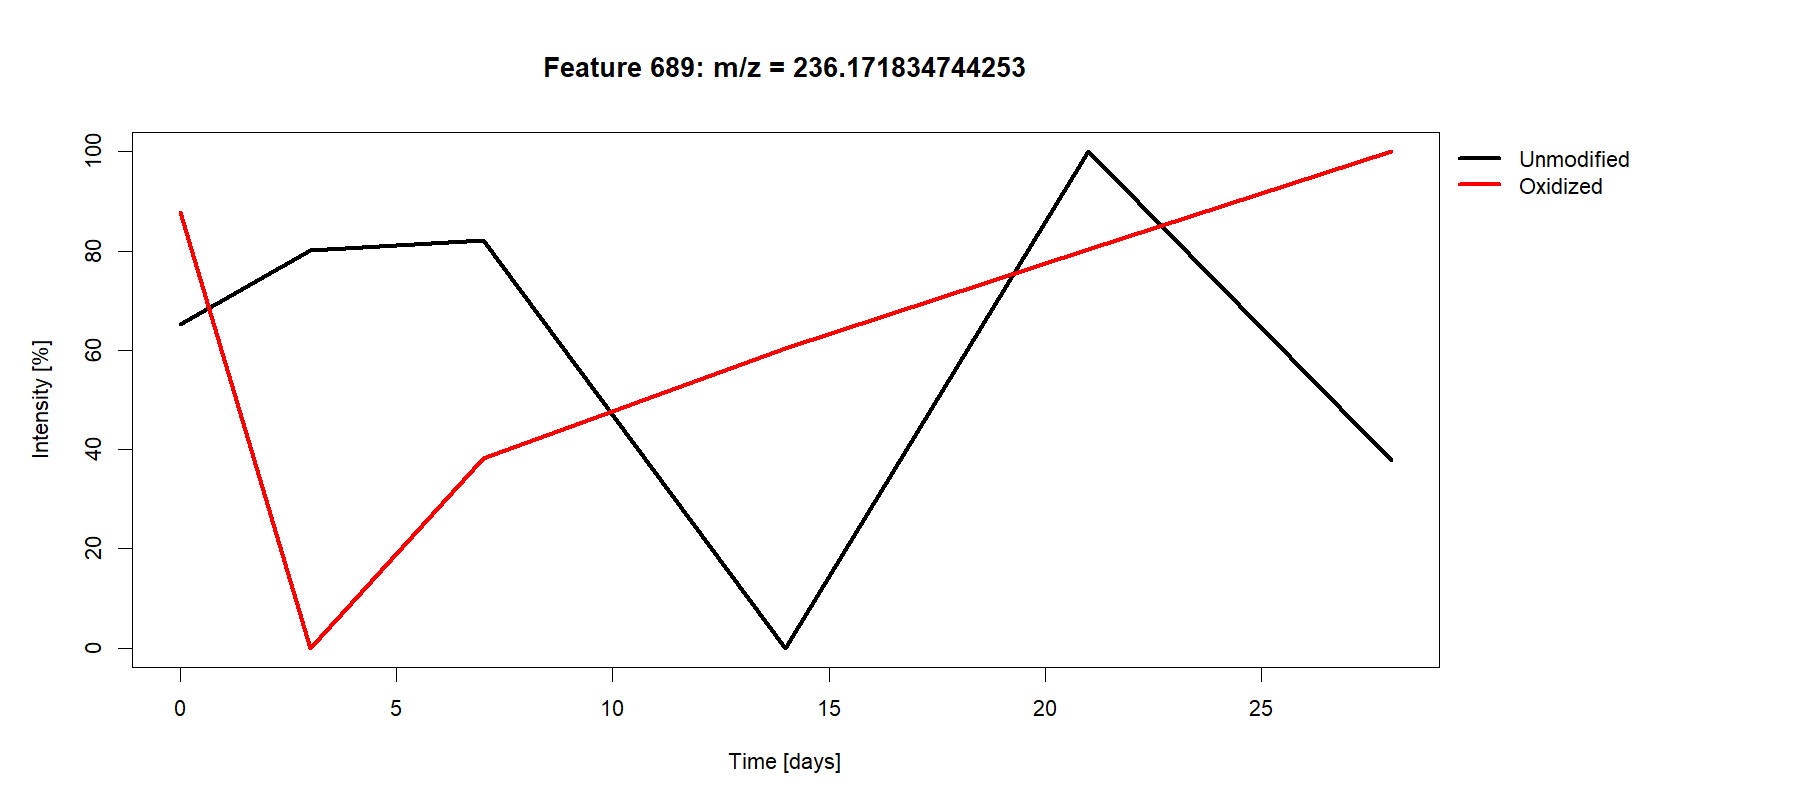 Feature 689: m/z = 236.171834744253
Unmodified
Oxidized
Intensity [%]
100
80
60
40
20
0
0 5 10 15 20 25
Time [days]